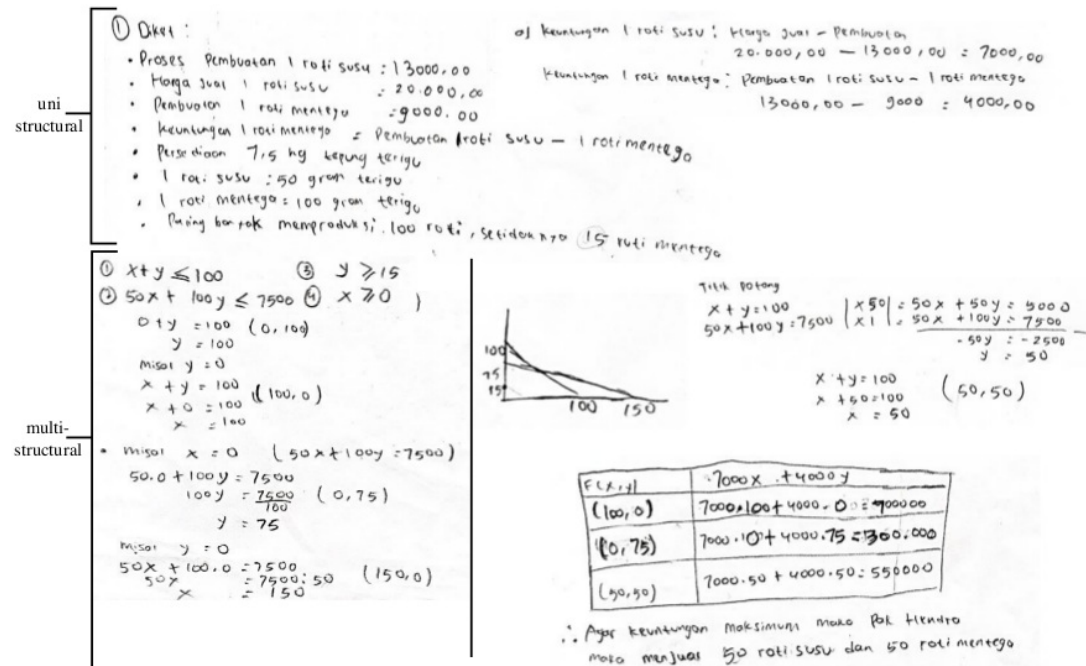 ① Diket :
• Proses Pembuatan 1 roti susu : 13000,00
• Harga jual 1 roti susu : 20.000,00
• Pembuatan 1 roti mentega : 9000.00
• Keuntungan 1 roti mentega = Pembuatan 1 roti susu – 1 roti mentega
• Persediaan 7,5 kg tepung terigu
• 1 roti susu : 50 gram terigu
• 1 roti mentega = 100 gram terigu
• Paling banyak memproduksi 100 roti, setidaknya 15 roti mentega
a) Keuntungan 1 roti susu : Harga jual – Pembuatan
20.000,00 – 13000,00 = 7000,00
Keuntungan 1 roti mentega : Pembuatan 1 roti susu – 1 roti mentega
13000,00 – 9000 = 4000,00
uni
structural
multi-
structural
① x+y ≤ 100 ③ y ≥ 15
② 50x + 100y ≤ 7500 ④ x ≥ 0
0+y = 100 (0,100)
y = 100
misal y = 0
x + y = 100
x + 0 = 100 (100,0)
x = 100
• misal x = 0 (50x+100y = 7500)
50.0 + 100y = 7500
100y = 7500/100 (0,75)
y = 75
misal y = 0
50x + 100.0 = 7500
50x = 7500:50 (150,0)
x = 150
100
75
15
100 150
Titik potong
x + y = 100 |x50| = 50x + 50y = 5000
50x+100y = 7500 |x1| = 50x + 100y = 7500
-50y = -2500
y = 50
x + y = 100
x + 50 = 100 (50,50)
x = 50
F(x,y) 7000x + 4000y
(100,0) 7000.100 + 4000.0 = 700000
(0,75) 7000.0 + 4000.75 = 300.000
(50,50) 7000.50 + 4000.50 = 550000
∴ Agar keuntungan maksimum maka Pak Hendra
maka menjual 50 roti susu dan 50 roti mentega